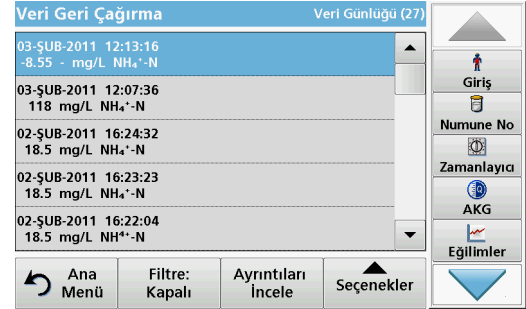 Veri Geri Çağırma
Veri Günlüğü (27)
03-ŞUB-2011 12:13:16
-8.55 - mg/L NH₄⁺-N
03-ŞUB-2011 12:07:36
118 mg/L NH₄⁺-N
02-ŞUB-2011 16:24:32
18.5 mg/L NH₄⁺-N
02-ŞUB-2011 16:23:23
18.5 mg/L NH₄⁺-N
02-ŞUB-2011 16:22:04
18.5 mg/L NH⁴⁺-N
Ana
Menü
Filtre:
Kapalı
Ayrıntıları
İncele
Seçenekler
Giriş
Numune No
Zamanlayıcı
AKG
Eğilimler